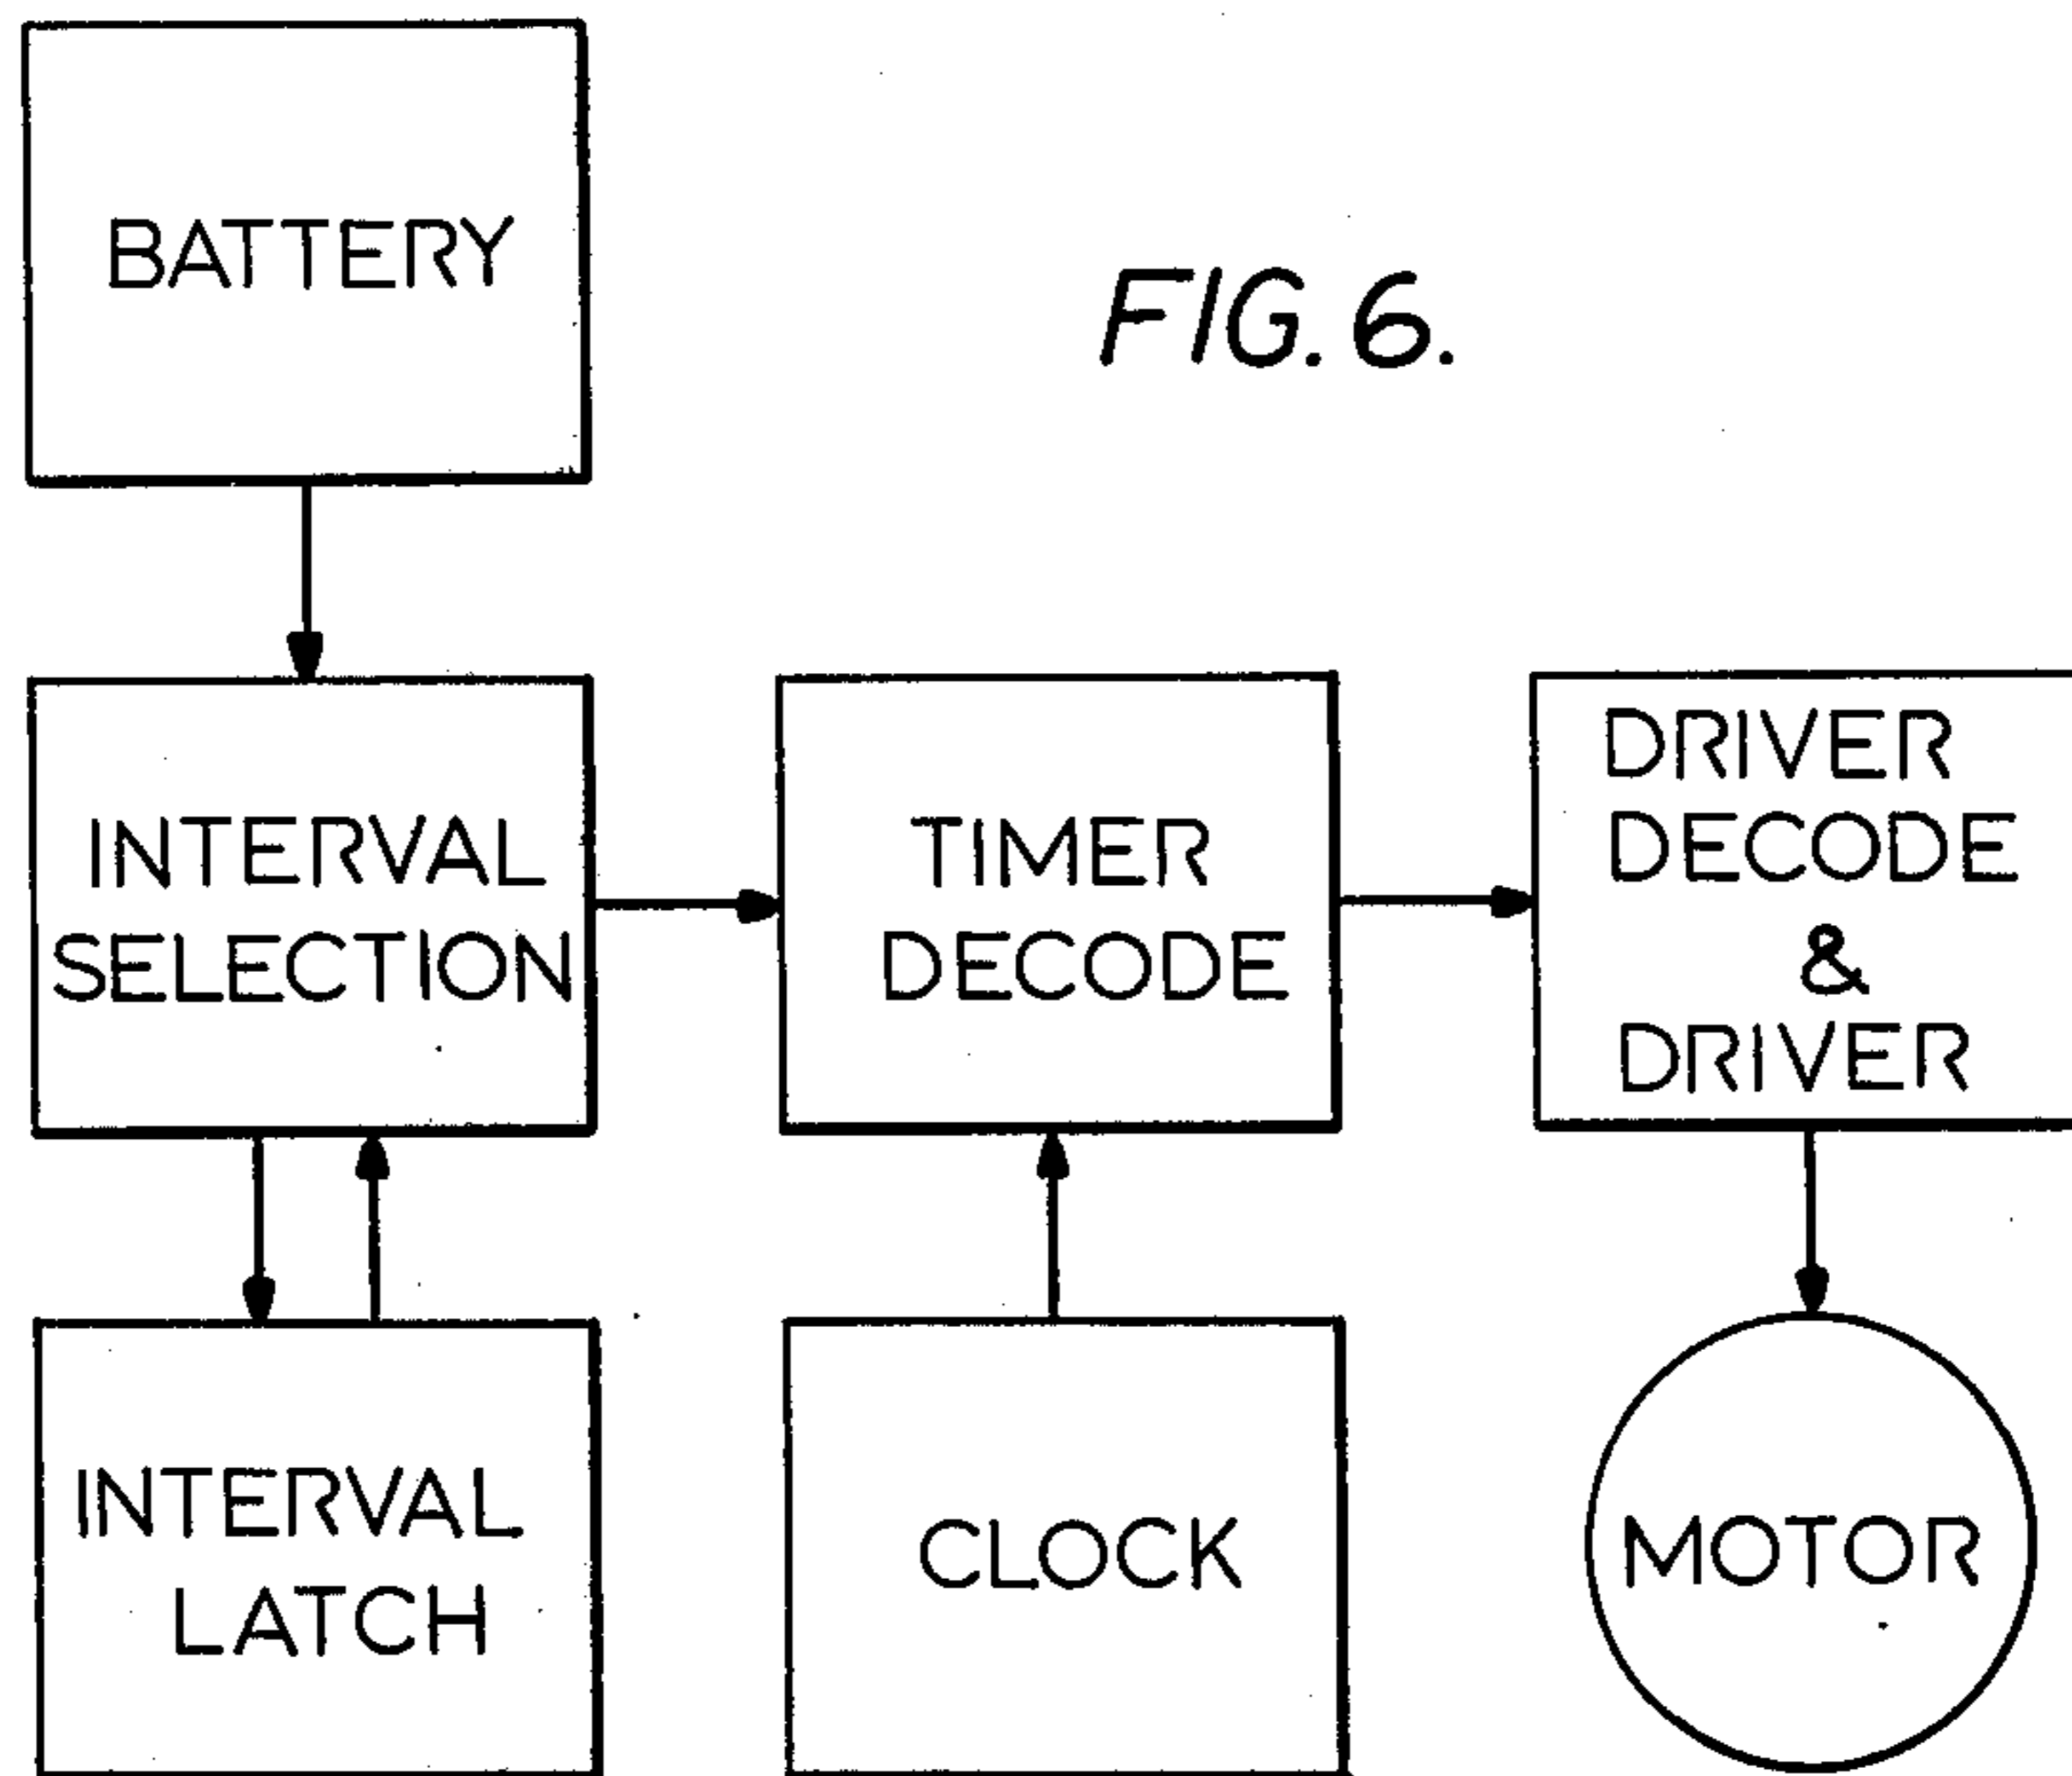 BATTERY
FIG. 6.
INTERVAL
SELECTION
TIMER
DECODE
DRIVER
DECODE
&
DRIVER
INTERVAL
LATCH
CLOCK
MOTOR